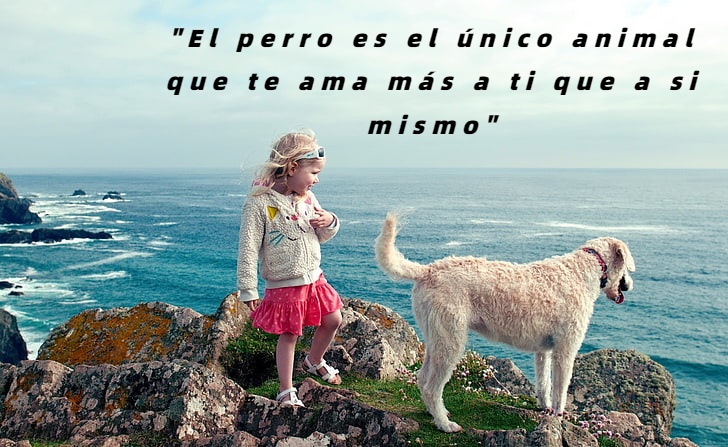 "El perro es el único animal
que te ama más a ti que a si
mismo"